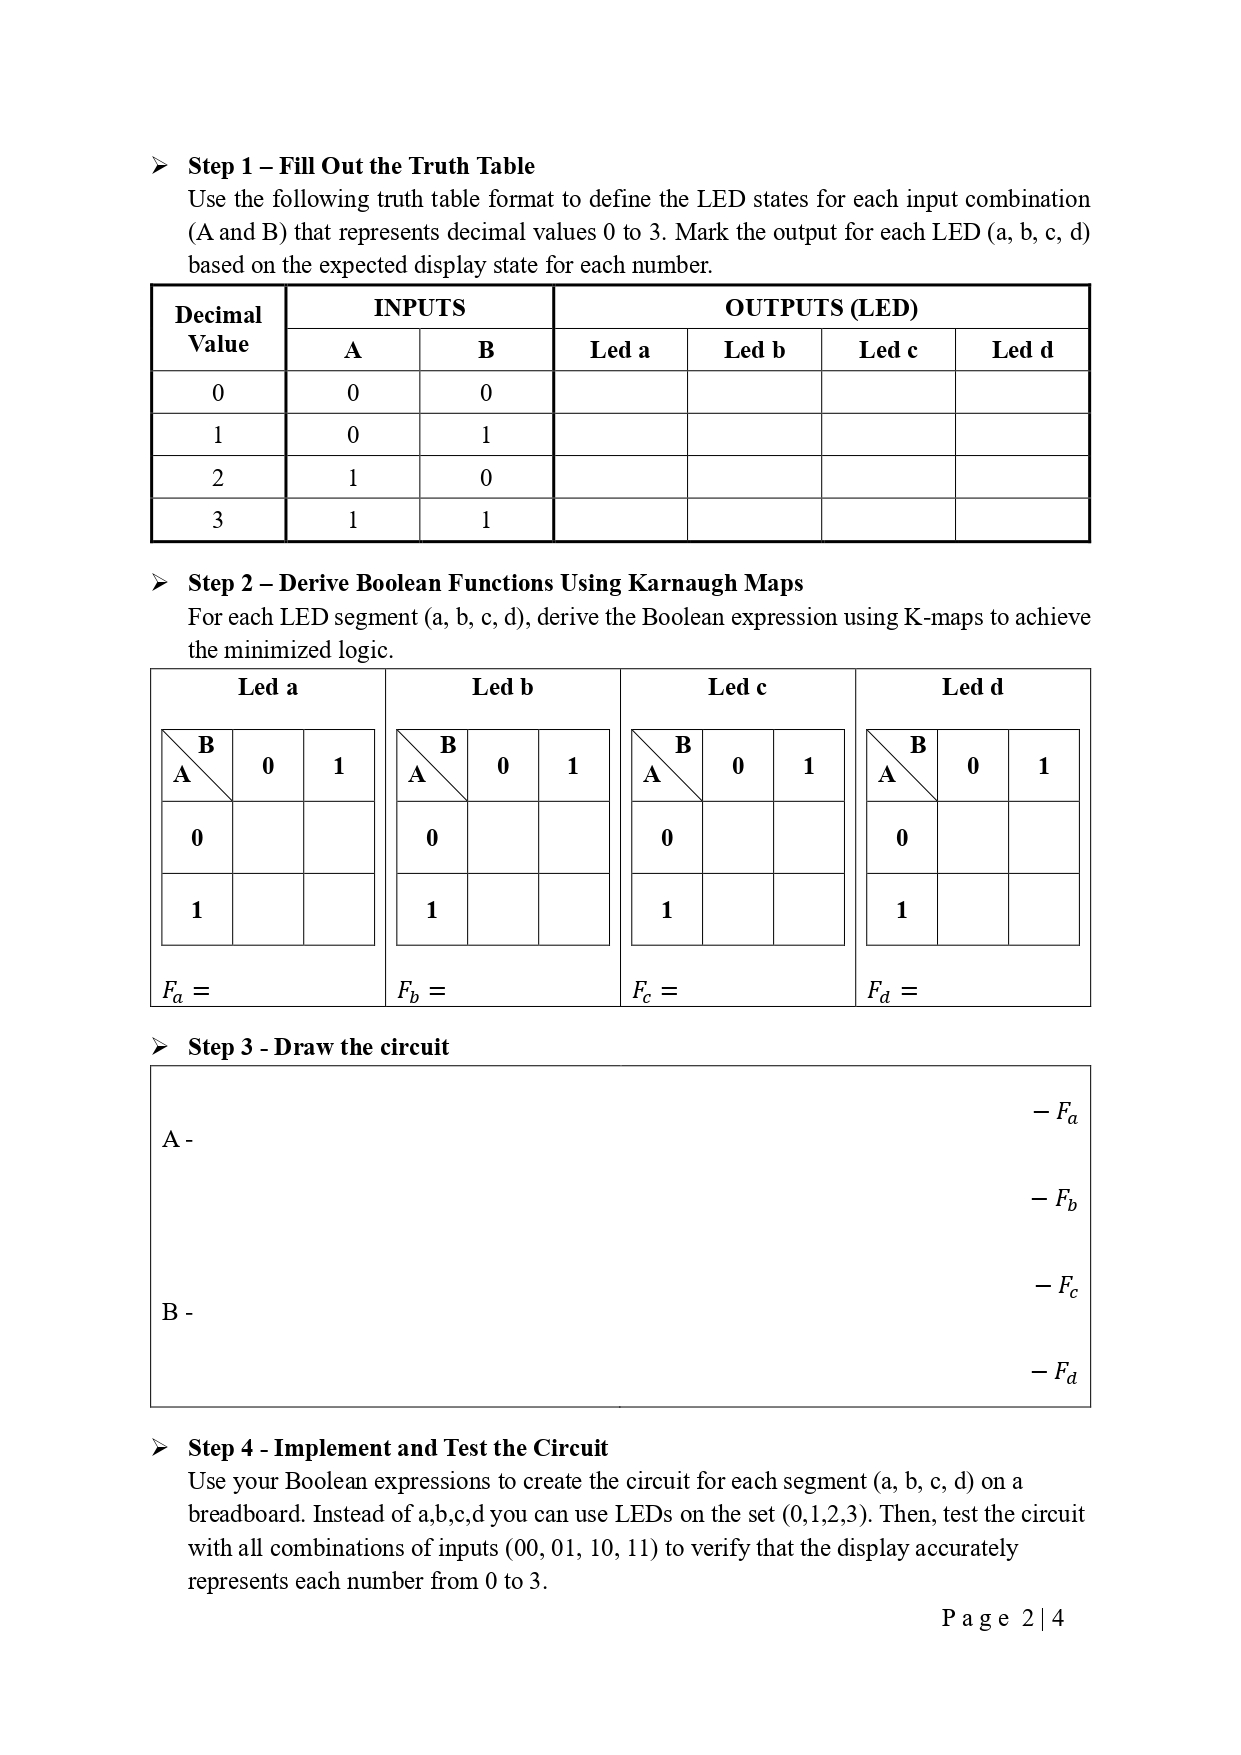 ➢ Step 1 – Fill Out the Truth Table
Use the following truth table format to define the LED states for each input combination
(A and B) that represents decimal values 0 to 3. Mark the output for each LED (a, b, c, d)
based on the expected display state for each number.
Decimal Value INPUTS OUTPUTS (LED)
A B Led a Led b Led c Led d
0 0 0
1 0 1
2 1 0
3 1 1
➢ Step 2 – Derive Boolean Functions Using Karnaugh Maps
For each LED segment (a, b, c, d), derive the Boolean expression using K-maps to achieve
the minimized logic.
Led a Led b Led c Led d
B B B B
A 0 1 A 0 1 A 0 1 A 0 1
0 0 0 0
1 1 1 1
Fa = Fb = Fc = Fd =
➢ Step 3 - Draw the circuit
− Fa
A -
− Fb
− Fc
B -
− Fd
➢ Step 4 - Implement and Test the Circuit
Use your Boolean expressions to create the circuit for each segment (a, b, c, d) on a
breadboard. Instead of a,b,c,d you can use LEDs on the set (0,1,2,3). Then, test the circuit
with all combinations of inputs (00, 01, 10, 11) to verify that the display accurately
represents each number from 0 to 3.
Page 2|4